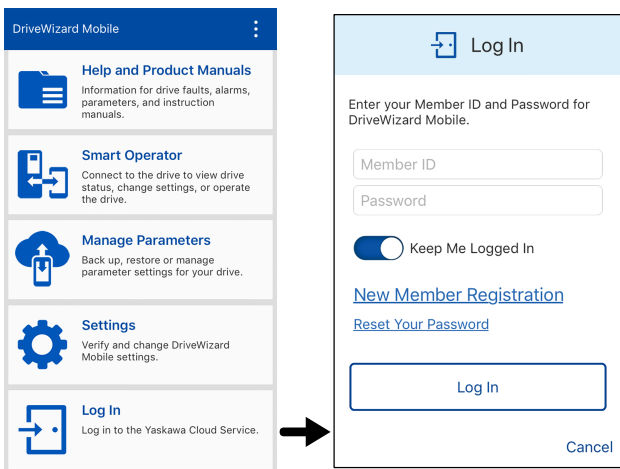 DriveWizard Mobile
Help and Product Manuals
Information for drive faults, alarms,
parameters, and instruction
manuals.
Smart Operator
Connect to the drive to view drive
status, change settings, or operate
the drive.
Manage Parameters
Back up, restore or manage
parameter settings for your drive.
Settings
Verify and change DriveWizard
Mobile settings.
Log In
Log in to the Yaskawa Cloud Service.
Log In
Enter your Member ID and Password for
DriveWizard Mobile.
Member ID
Password
Keep Me Logged In
New Member Registration
Reset Your Password
Log In
Cancel